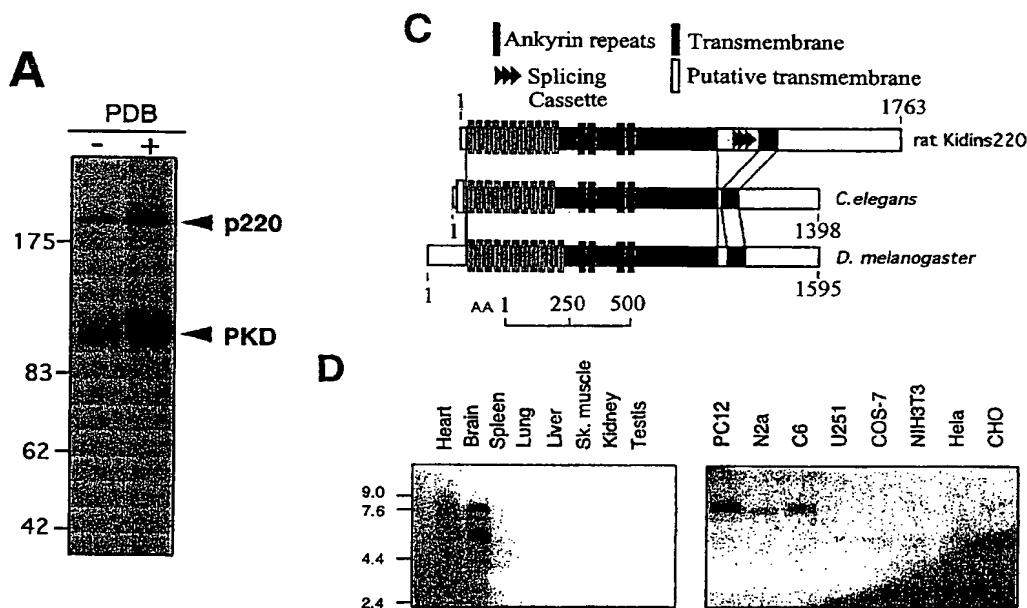 A
PDB
- +
175
p220
PKD
83
62
42
C
Ankyrin repeats
Transmembrane
Splicing
Cassette
Putative transmembrane
1
1763
rat Kidins220
C.elegans
1
1398
D. melanogaster
1
1595
AA 1 250 500
D
Heart
Brain
Spleen
Lung
Liver
Sk. muscle
Kidney
Testis
PC12
N2a
C6
U251
COS-7
NIH3T3
Hela
CHO
9.0
7.6
4.4
2.4